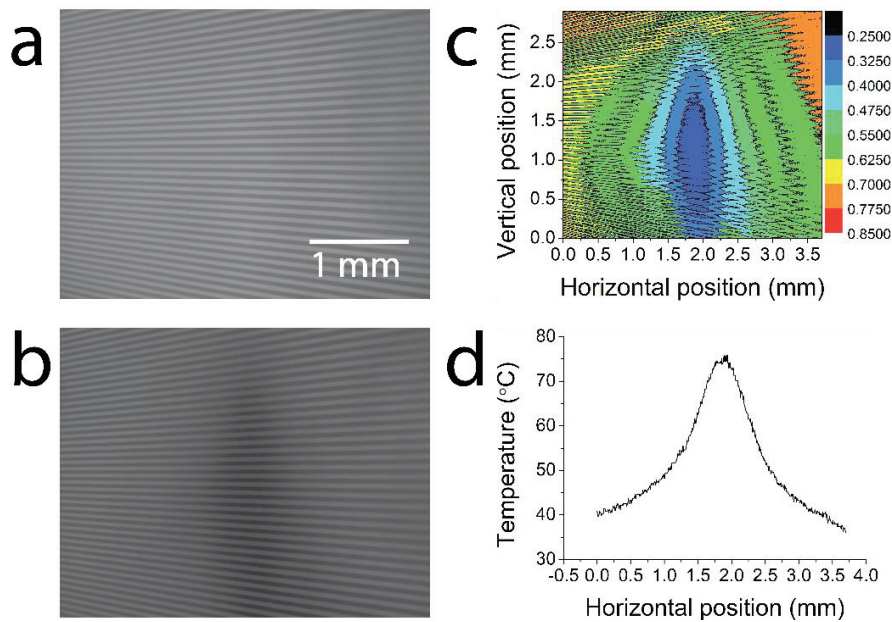 a
1 mm
b
c
Vertical position (mm)
2.5
2.0
1.5
1.0
0.5
0.0
0.0 0.5 1.0 1.5 2.0 2.5 3.0 3.5
Horizontal position (mm)
0.2500
0.3250
0.4000
0.4750
0.5500
0.6250
0.7000
0.7750
0.8500
d
Temperature (°C)
80
70
60
50
40
30
-0.5 0.0 0.5 1.0 1.5 2.0 2.5 3.0 3.5 4.0
Horizontal position (mm)